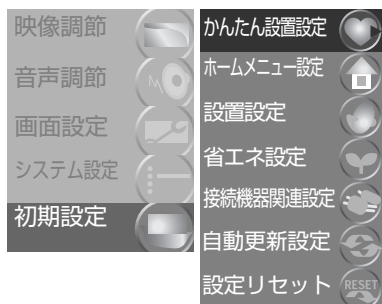 映像調節
音声調節
画面設定
システム設定
初期設定
かんたん設置設定
ホームメニュー設定
設置設定
省エネ設定
接続機器関連設定
自動更新設定
設定リセット
RESET